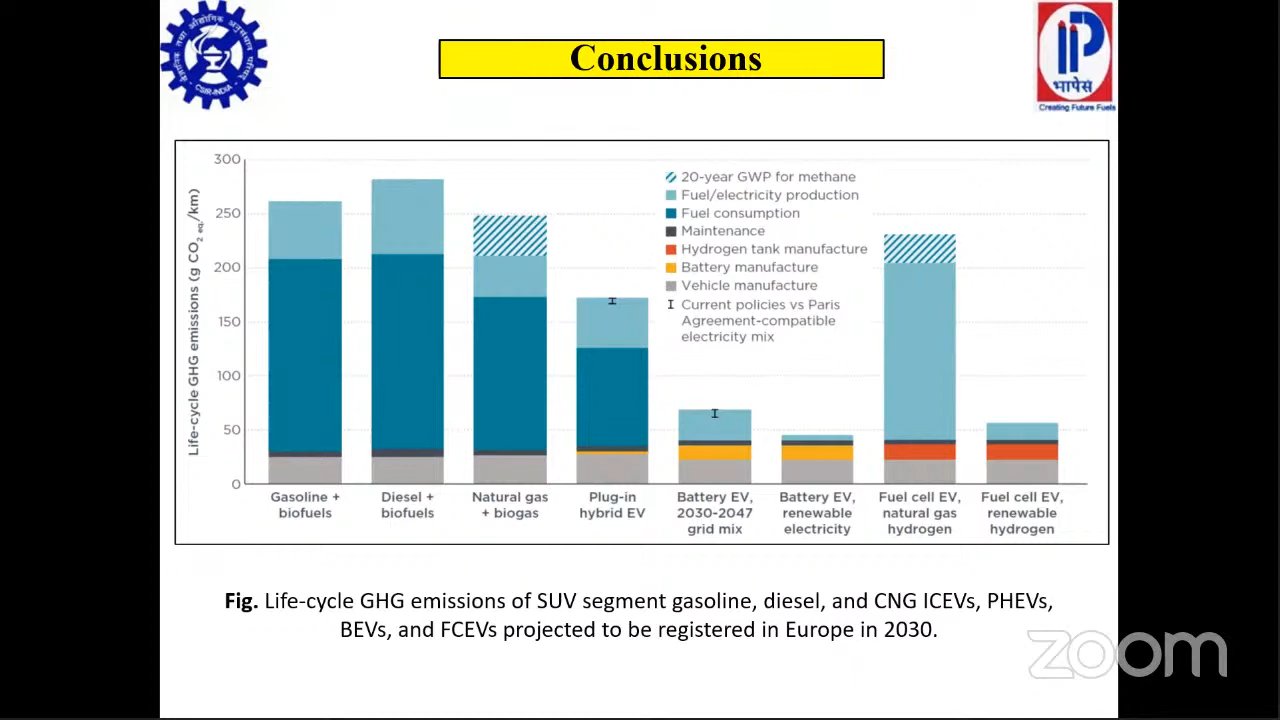 Conclusions
CSIR-INDIA
IIP
भापेसं
Creating Future Fuels
300
250
200
150
100
50
0
Life-cycle GHG emissions (g CO2 eq./km)
20-year GWP for methane
Fuel/electricity production
Fuel consumption
Maintenance
Hydrogen tank manufacture
Battery manufacture
Vehicle manufacture
Current policies vs Paris
Agreement-compatible
electricity mix
Gasoline +
biofuels
Diesel +
biofuels
Natural gas
+ biogas
Plug-in
hybrid EV
Battery EV,
2030-2047
grid mix
Battery EV,
renewable
electricity
Fuel cell EV,
natural gas
hydrogen
Fuel cell EV,
renewable
hydrogen
Fig. Life-cycle GHG emissions of SUV segment gasoline, diesel, and CNG ICEVs, PHEVs,
BEVs, and FCEVs projected to be registered in Europe in 2030.
zoom